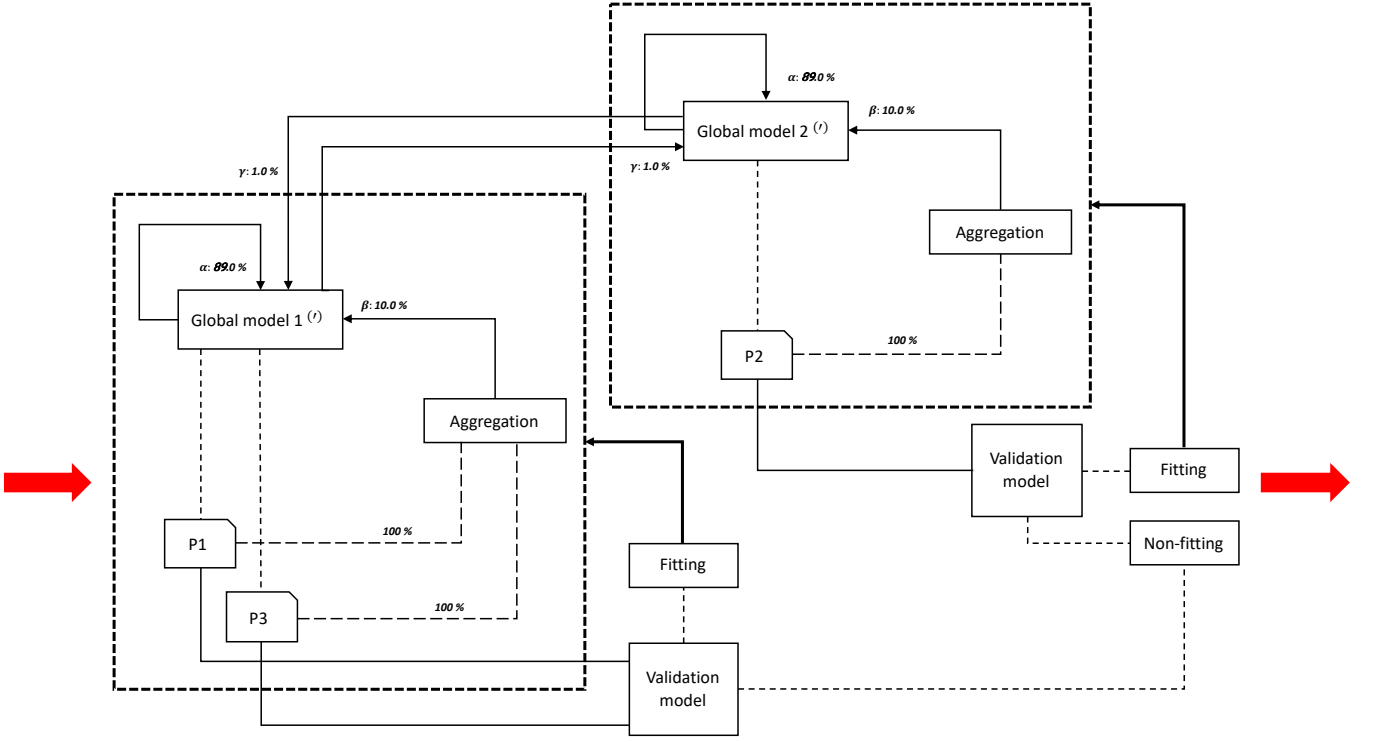 α: 89.0 %
β: 10.0 %
Global model 2 (′)
γ: 1.0 %
γ: 1.0 %
Aggregation
α: 89.0 %
β: 10.0 %
Global model 1 (′)
100 %
P2
Aggregation
Validation
model
Fitting
100 %
P1
Non-fitting
Fitting
100 %
P3
Validation
model